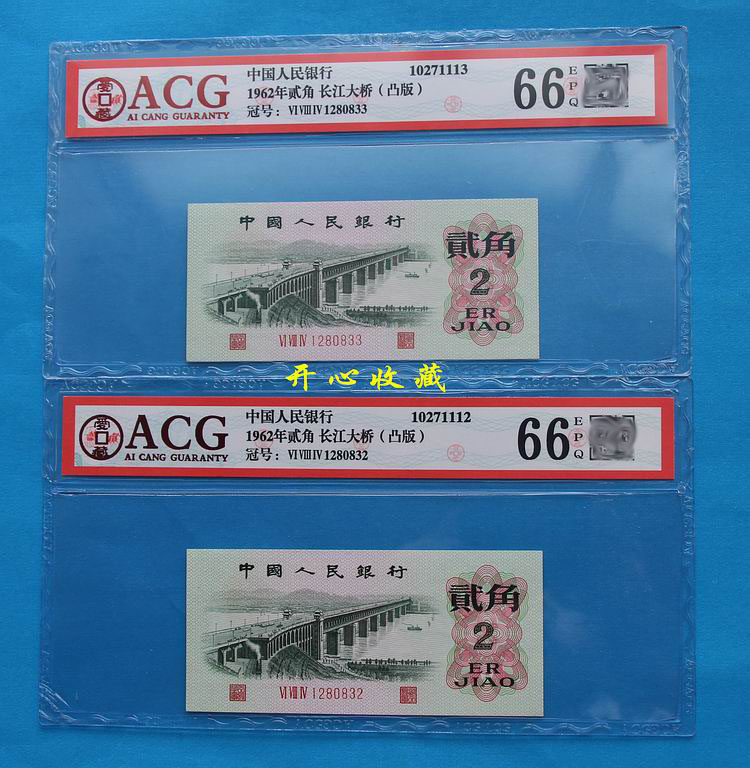 ACG
AI CANG GUARANTY
中国人民银行 10271113
1962年贰角 长江大桥（凸版）
冠号：VI VIII IV 1280833
66
E
P
Q
中國人民銀行
貳角
2
ER
JIAO
VI VIII IV 1280833
开心收藏
ACG
AI CANG GUARANTY
中国人民银行 10271112
1962年贰角 长江大桥（凸版）
冠号：VI VIII IV 1280832
66
E
P
Q
中國人民銀行
貳角
2
ER
JIAO
VI VIII IV 1280832